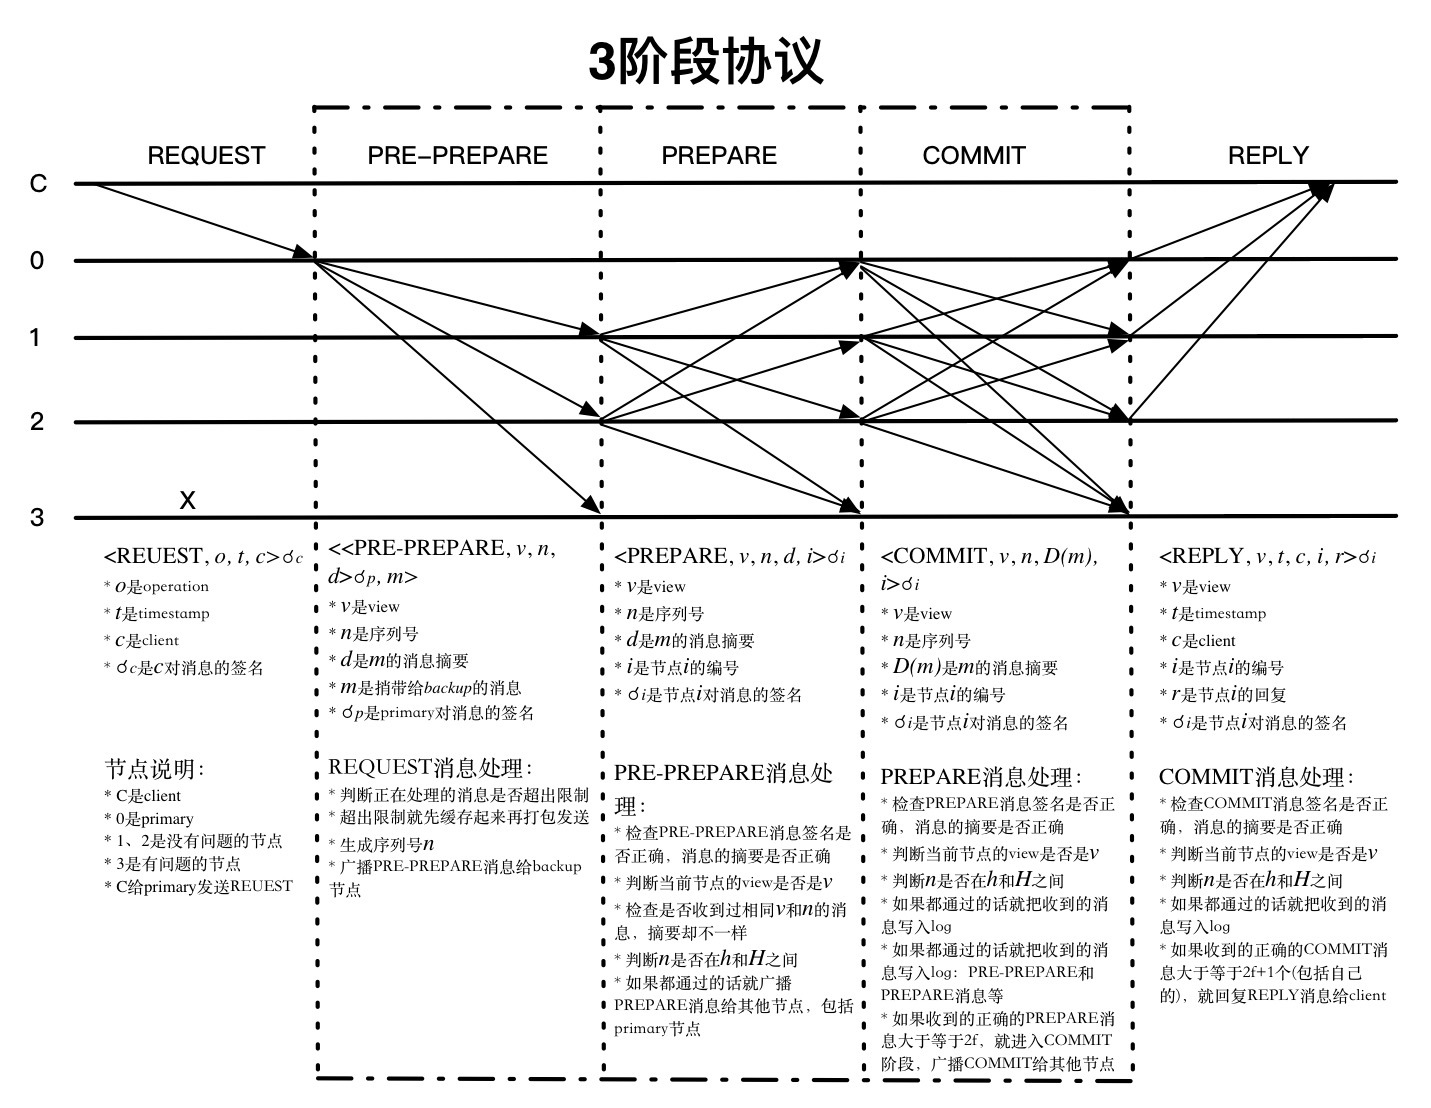 3阶段协议
REQUEST
PRE-PREPARE
PREPARE
COMMIT
REPLY
C
0
1
2
X
3
<REUEST, o, t, c>☌c
* o是operation
* t是timestamp
* c是client
* ☌c是c对消息的签名
节点说明：
* C是client
* 0是primary
* 1、2是没有问题的节点
* 3是有问题的节点
* C给primary发送REUEST
<<PRE-PREPARE, v, n,
d>☌p, m>
* v是view
* n是序列号
* d是m的消息摘要
* m是捎带给backup的消息
* ☌p是primary对消息的签名
REQUEST消息处理：
* 判断正在处理的消息是否超出限制
* 超出限制就先缓存起来再打包发送
* 生成序列号n
* 广播PRE-PREPARE消息给backup
节点
<PREPARE, v, n, d, i>☌i
* v是view
* n是序列号
* d是m的消息摘要
* i是节点i的编号
* ☌i是节点i对消息的签名
PRE-PREPARE消息处
理：
* 检查PRE-PREPARE消息签名是
否正确，消息的摘要是否正确
* 判断当前节点的view是否是v
* 检查是否收到过相同v和n的消
息，摘要却不一样
* 判断n是否在h和H之间
* 如果都通过的话就广播
PREPARE消息给其他节点，包括
primary节点
<COMMIT, v, n, D(m),
i>☌i
* v是view
* n是序列号
* D(m)是m的消息摘要
* i是节点i的编号
* ☌i是节点i对消息的签名
PREPARE消息处理：
* 检查PREPARE消息签名是否正
确，消息的摘要是否正确
* 判断当前节点的view是否是v
* 判断n是否在h和H之间
* 如果都通过的话就把收到的消
息写入log
* 如果都通过的话就把收到的消
息写入log：PRE-PREPARE和
PREPARE消息等
* 如果收到的正确的PREPARE消
息大于等于2f，就进入COMMIT
阶段，广播COMMIT给其他节点
<REPLY, v, t, c, i, r>☌i
* v是view
* t是timestamp
* c是client
* i是节点i的编号
* r是节点i的回复
* ☌i是节点i对消息的签名
COMMIT消息处理：
* 检查COMMIT消息签名是否正
确，消息的摘要是否正确
* 判断当前节点的view是否是v
* 判断n是否在h和H之间
* 如果都通过的话就把收到的消
息写入log
* 如果收到的正确的COMMIT消
息大于等于2f+1个(包括自己
的)，就回复REPLY消息给client